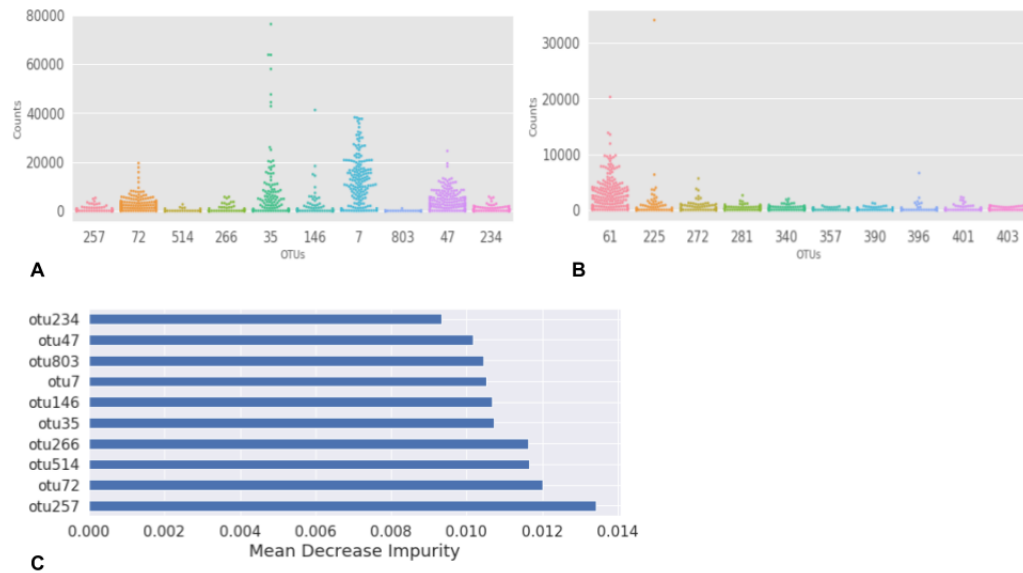 80000
60000
40000
20000
0
Counts
257 72 514 266 35 146 7 803 47 234
OTUs
A
30000
20000
10000
0
Counts
61 225 272 281 340 357 390 396 401 403
OTUs
B
otu234
otu47
otu803
otu7
otu146
otu35
otu266
otu514
otu72
otu257
0.000 0.002 0.004 0.006 0.008 0.010 0.012 0.014
Mean Decrease Impurity
C